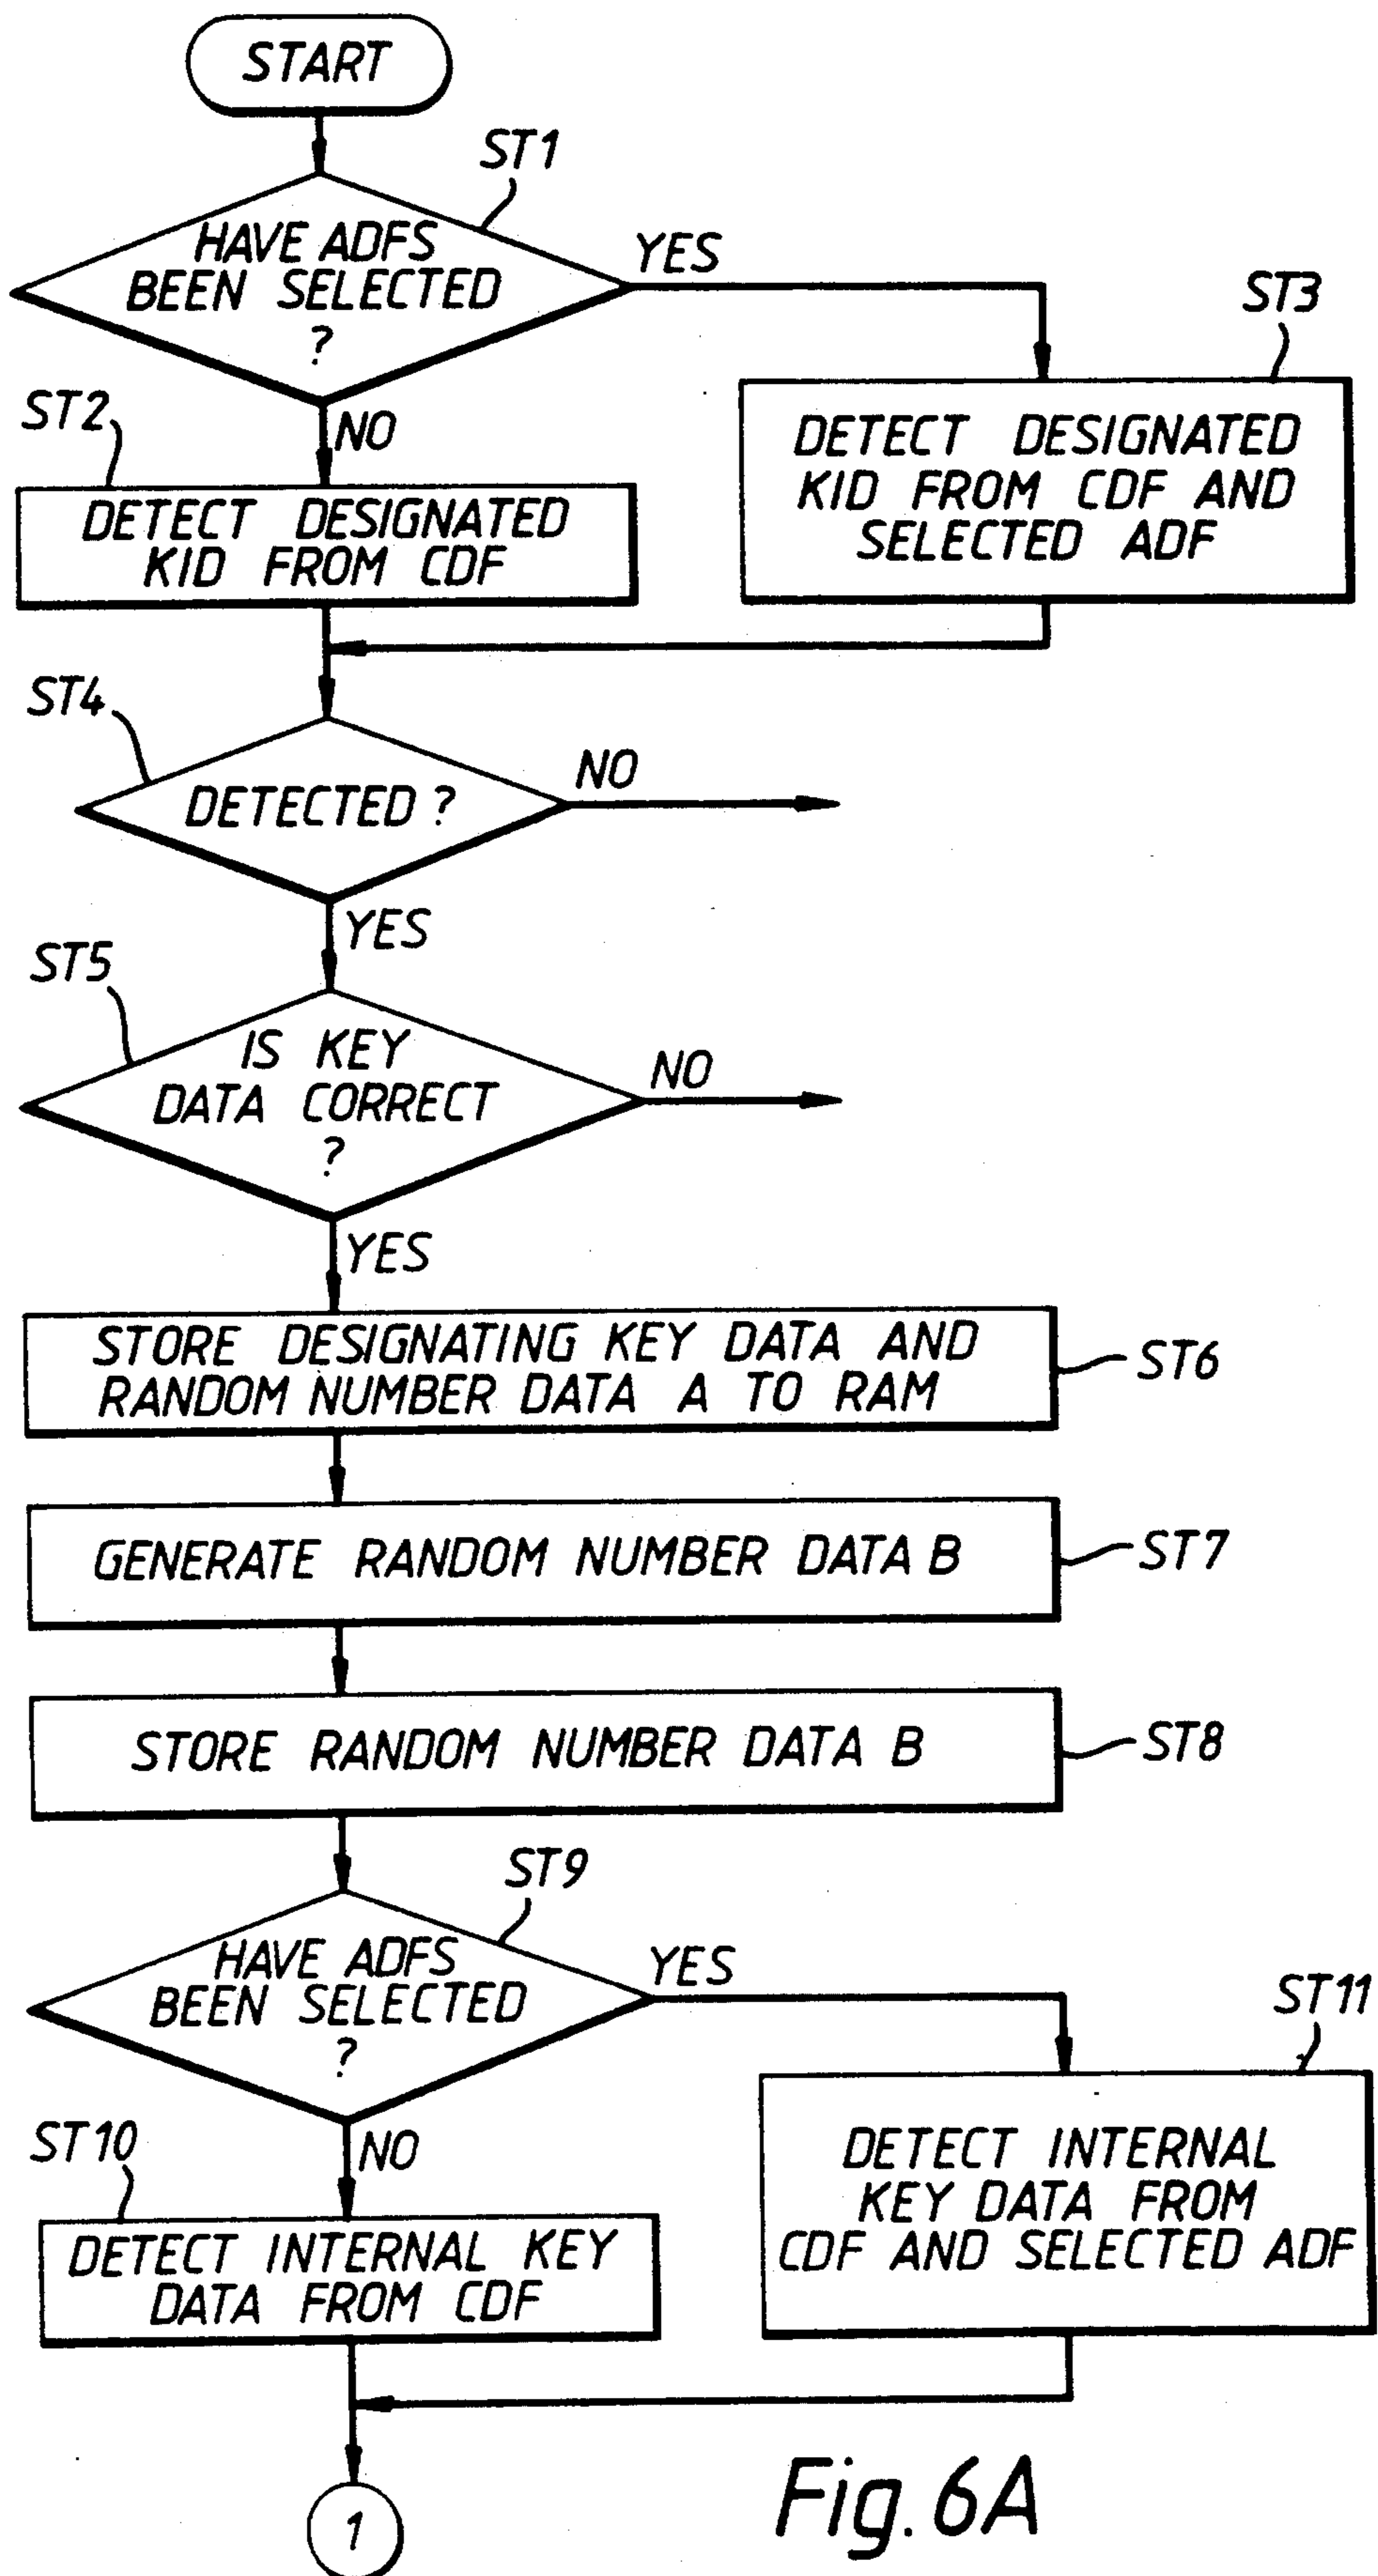 START
ST1
HAVE ADFS
BEEN SELECTED
?
YES
NO
ST3
DETECT DESIGNATED
KID FROM CDF AND
SELECTED ADF
ST2
DETECT DESIGNATED
KID FROM CDF
ST4
DETECTED ?
NO
YES
ST5
IS KEY
DATA CORRECT
?
NO
YES
STORE DESIGNATING KEY DATA AND
RANDOM NUMBER DATA A TO RAM
ST6
GENERATE RANDOM NUMBER DATA B
ST7
STORE RANDOM NUMBER DATA B
ST8
ST9
HAVE ADFS
BEEN SELECTED
?
YES
NO
ST11
DETECT INTERNAL
KEY DATA FROM
CDF AND SELECTED ADF
ST10
DETECT INTERNAL KEY
DATA FROM CDF
1
Fig. 6A